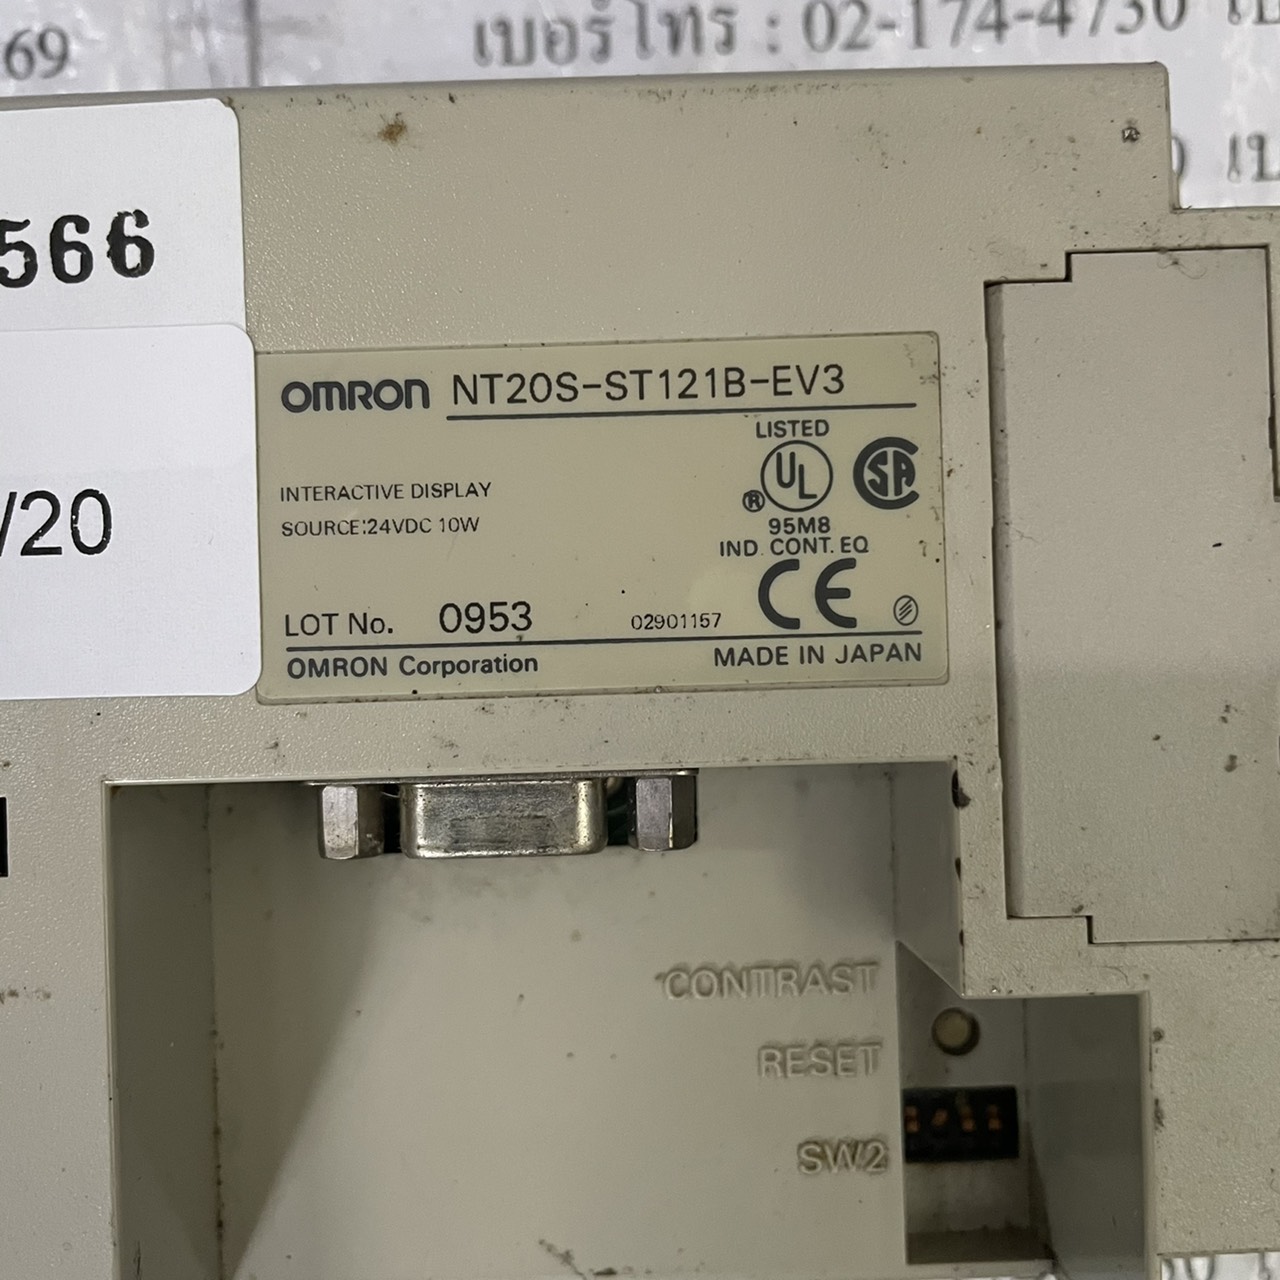 69
เบอร์โทร : 02-174-4730
566
/20
OMRON NT20S-ST121B-EV3
LISTED
UL
®
SA
INTERACTIVE DISPLAY
SOURCE:24VDC 10W
95M8
IND. CONT. EQ
CE
LOT No. 0953 02901157
OMRON Corporation MADE IN JAPAN
CONTRAST
RESET
SW2